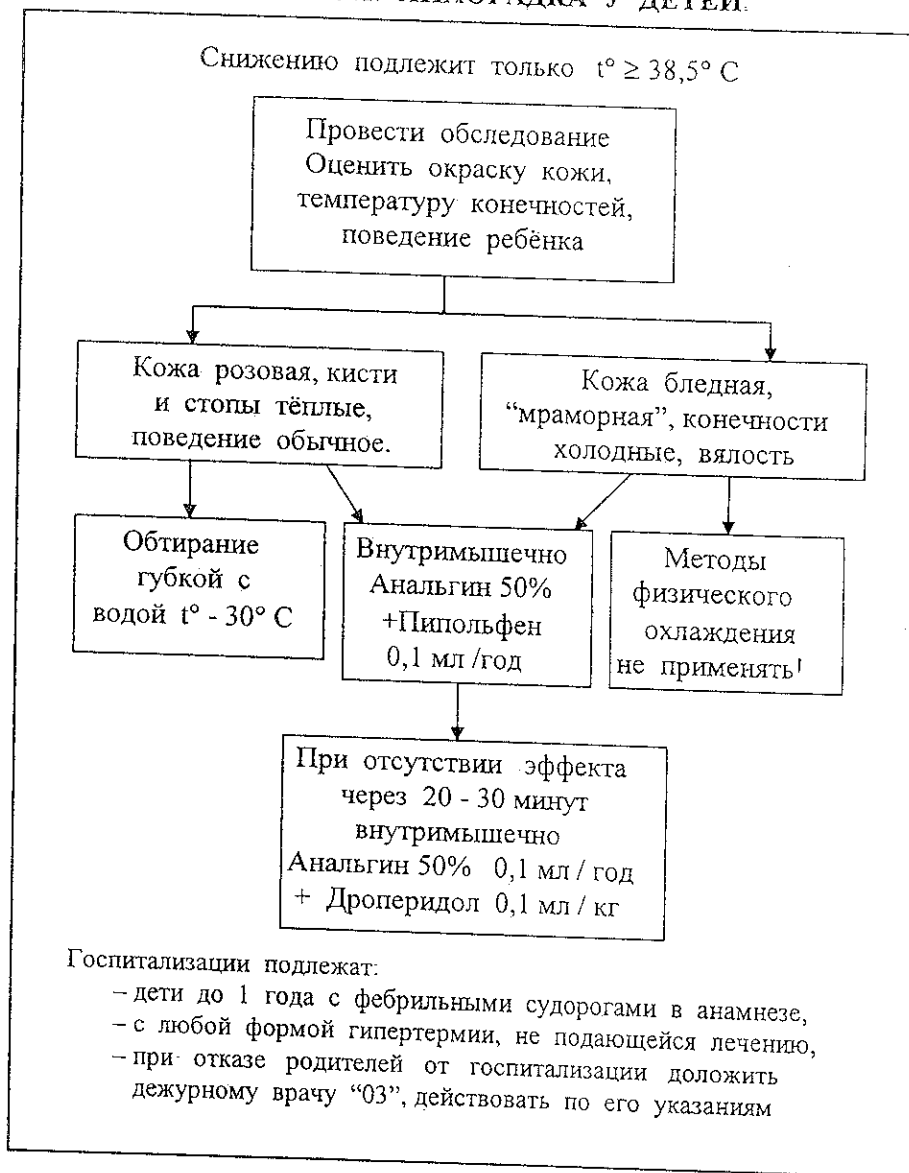 У ДЕТЕЙ.
Снижению подлежит только t° ≥ 38,5° С
Провести обследование
Оценить окраску кожи,
температуру конечностей,
поведение ребёнка
Кожа розовая, кисти
и стопы тёплые,
поведение обычное.
Кожа бледная,
“мраморная”, конечности
холодные, вялость
Обтирание
губкой с
водой t° - 30° С
Внутримышечно
Анальгин 50%
+Пипольфен
0,1 мл /год
Методы
физического
охлаждения
не применять!
При отсутствии эффекта
через 20 - 30 минут
внутримышечно
Анальгин 50% 0,1 мл / год
+ Дроперидол 0,1 мл / кг
Госпитализации подлежат:
– дети до 1 года с фебрильными судорогами в анамнезе,
– с любой формой гипертермии, не подающейся лечению,
– при отказе родителей от госпитализации доложить
дежурному врачу “03”, действовать по его указаниям